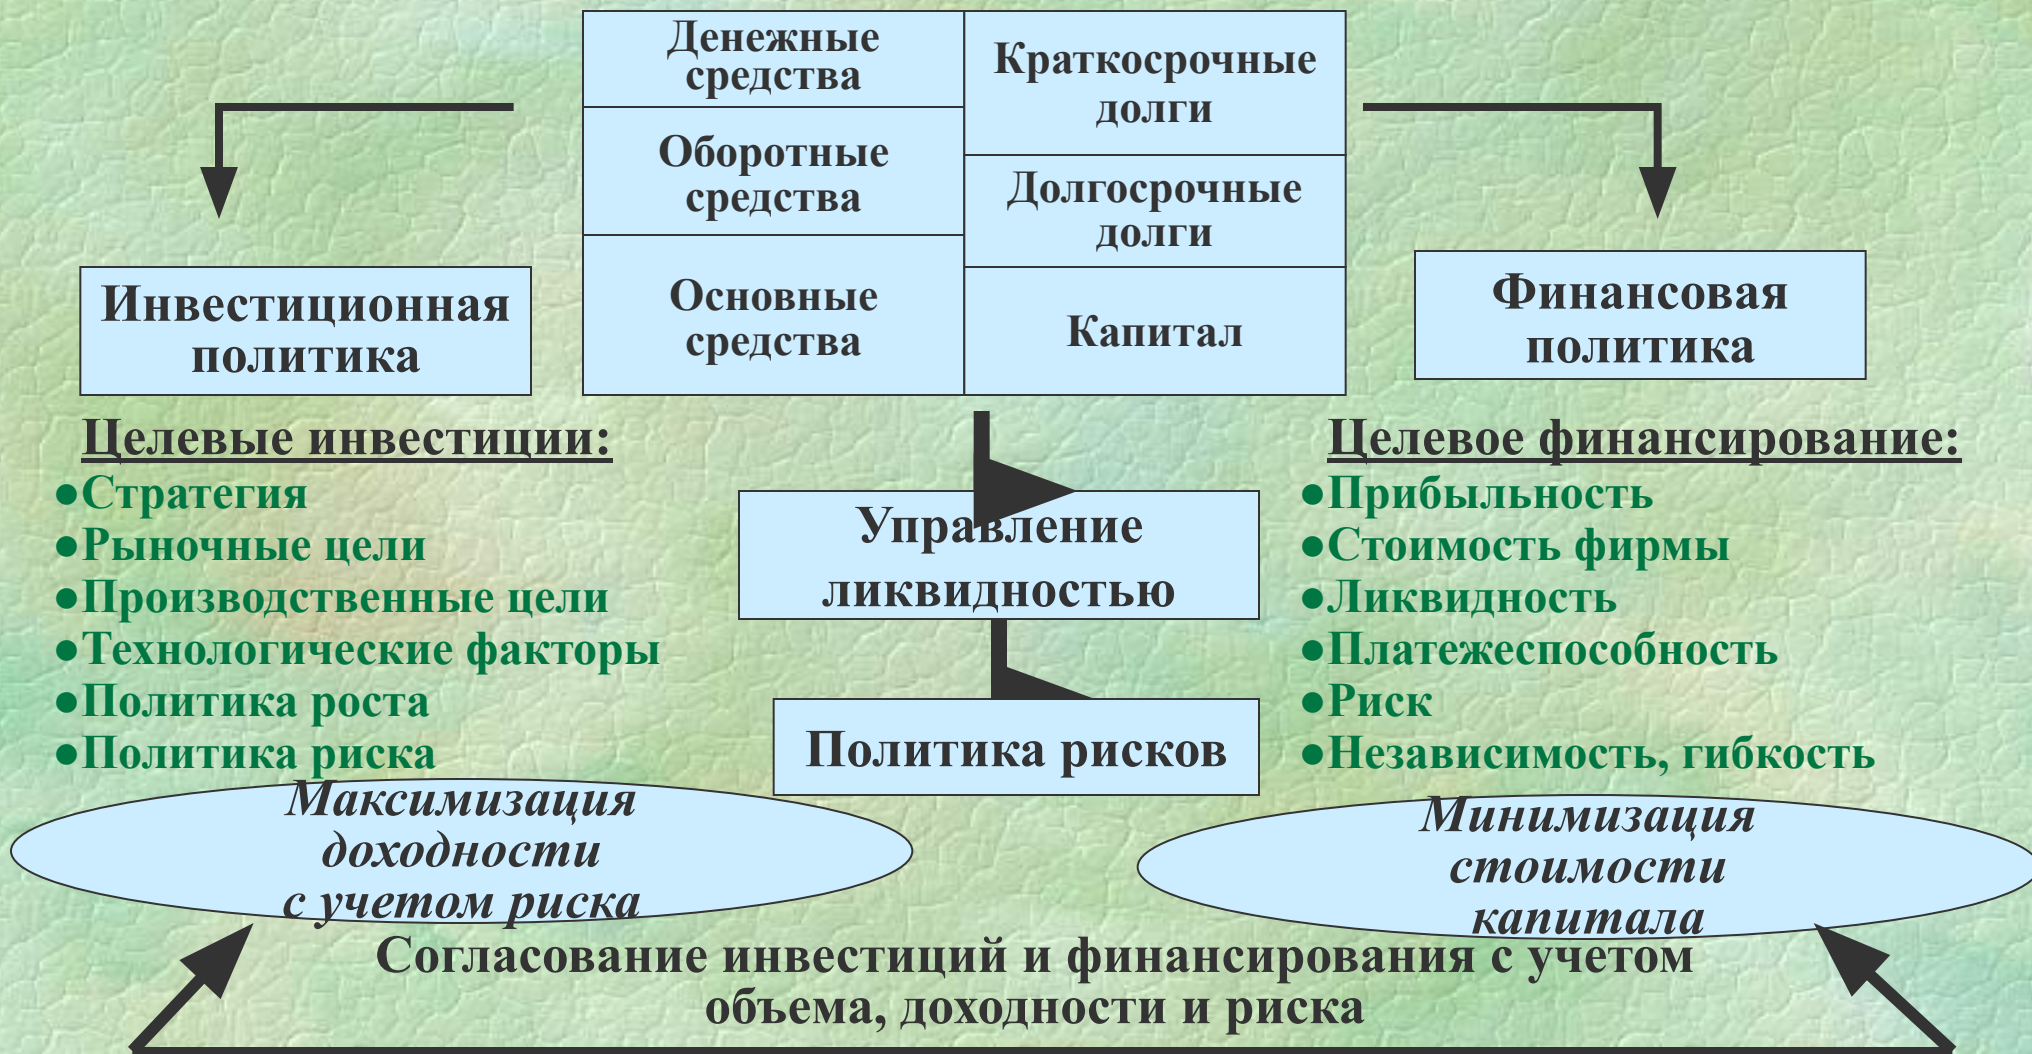 Денежные
средства
Оборотные
средства
Основные
средства
Краткосрочные
долги
Долгосрочные
долги
Капитал
Инвестиционная
политика
Финансовая
политика
Целевые инвестиции:
●Стратегия
●Рыночные цели
●Производственные цели
●Технологические факторы
●Политика роста
●Политика риска
Управление
ликвидностью
Политика рисков
Целевое финансирование:
●Прибыльность
●Стоимость фирмы
●Ликвидность
●Платежеспособность
●Риск
●Независимость, гибкость
Максимизация
доходности
с учетом риска
Минимизация
стоимости
капитала
Согласование инвестиций и финансирования с учетом
объема, доходности и риска